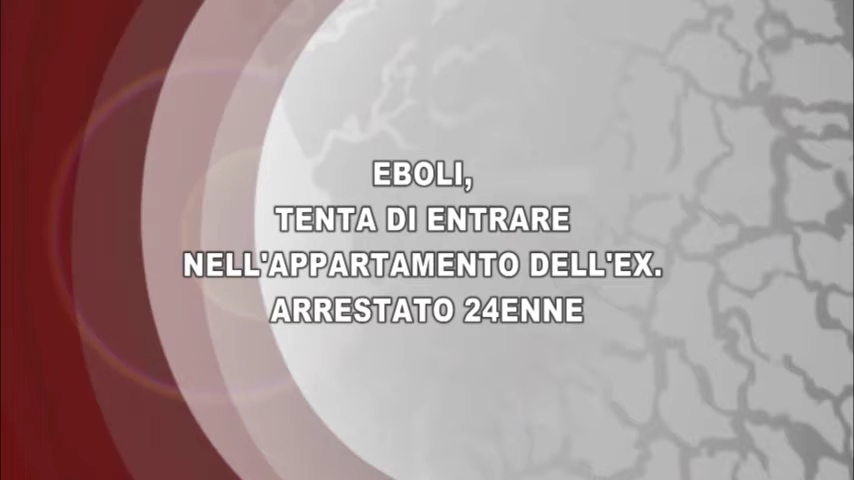 EBOLI,
TENTA DI ENTRARE
NELL'APPARTAMENTO DELL'EX.
ARRESTATO 24ENNE